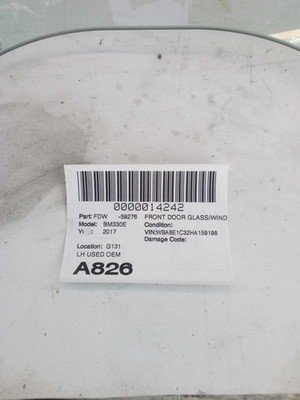 0000014242
Part: FDW -59276 FRONT DOOR GLASS/WIND
Model: BM330E Condition:
2017 VIN:WBA8E1C32HA159198
Damage Code:
Location: G131
LH USED OEM
A826